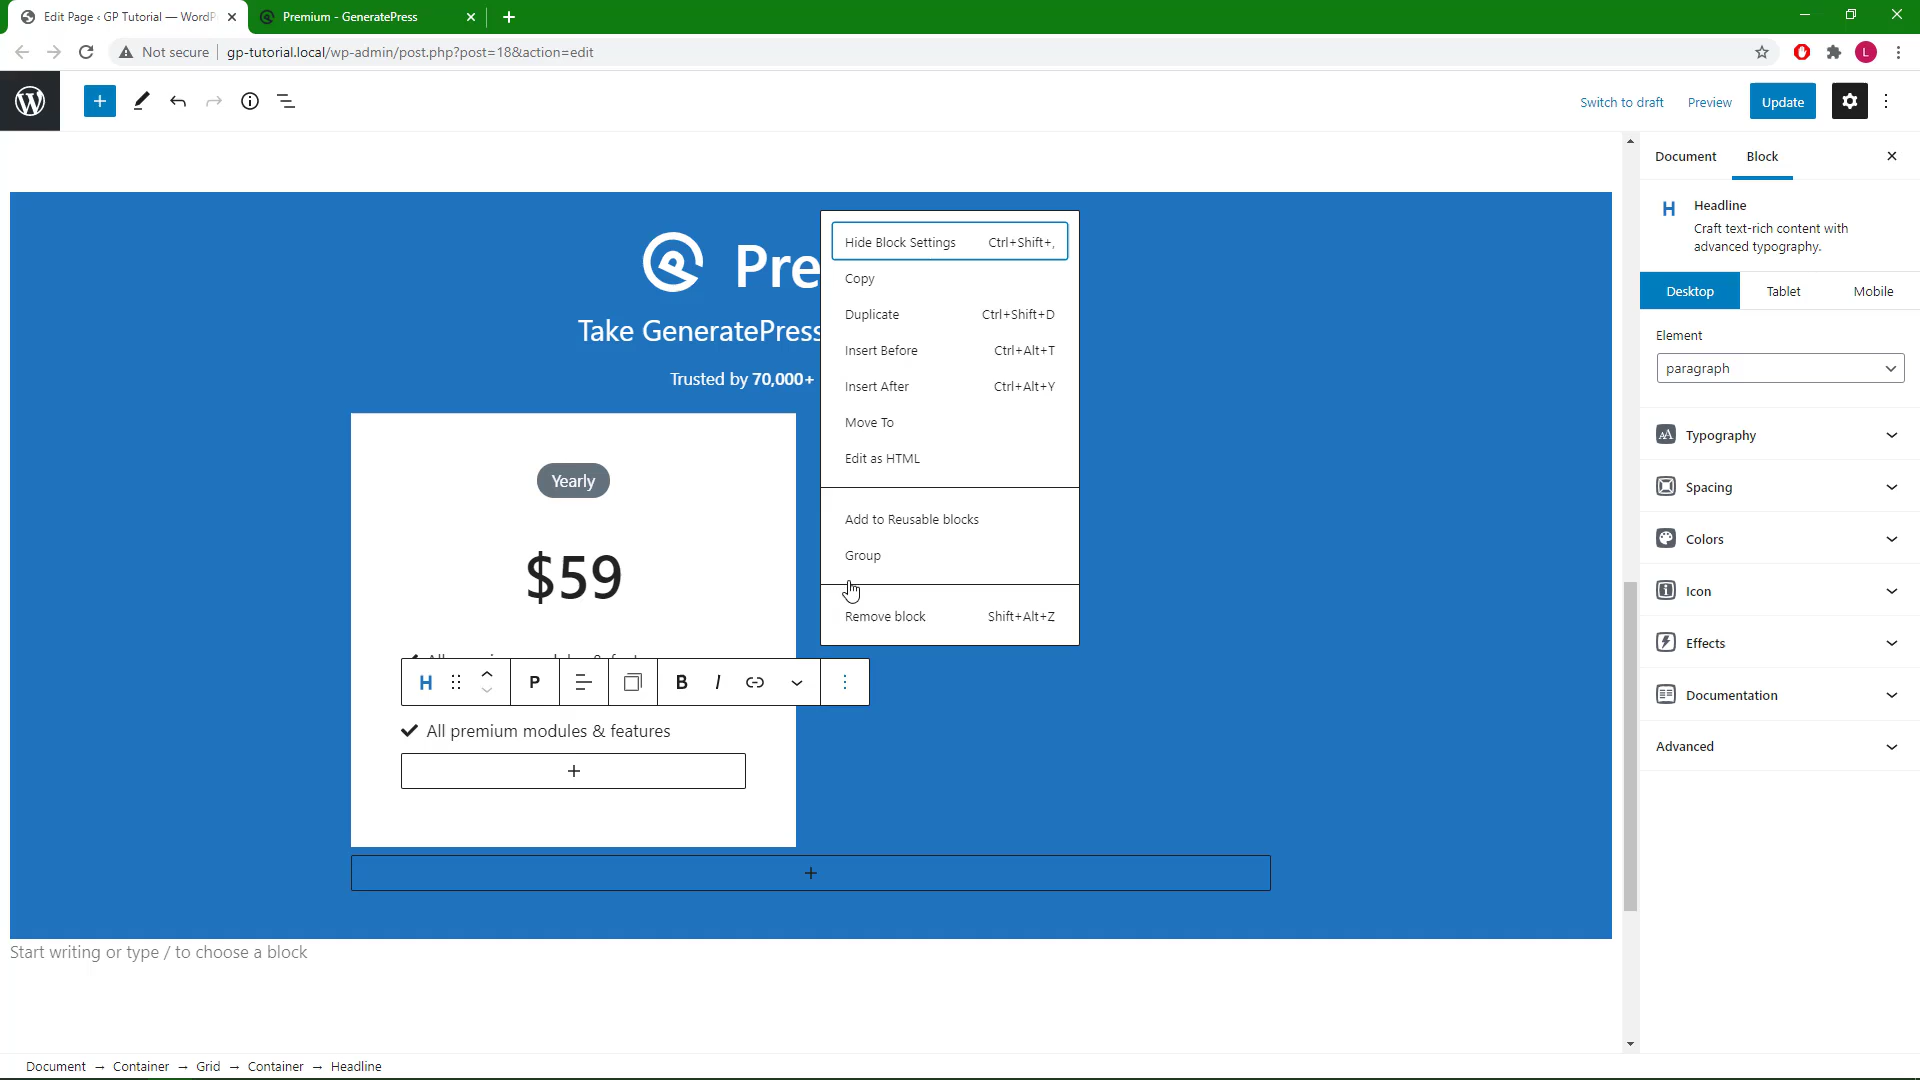 Edit Page ‹ GP Tutorial — WordP
Premium - GeneratePress
Not secure
gp-tutorial.local/wp-admin/post.php?post=18&action=edit
L
Switch to draft
Preview
Update
Document
Block
H
Headline
Craft text-rich content with
advanced typography.
Desktop
Tablet
Mobile
Element
paragraph
Typography
Spacing
Colors
Icon
Effects
Documentation
Advanced
Pre
Take GeneratePress
Trusted by 70,000+
Yearly
$59
H
P
B
I
All premium modules & features
Hide Block Settings Ctrl+Shift+,
Copy
Duplicate Ctrl+Shift+D
Insert Before Ctrl+Alt+T
Insert After Ctrl+Alt+Y
Move To
Edit as HTML
Add to Reusable blocks
Group
Remove block Shift+Alt+Z
Start writing or type / to choose a block
Document → Container → Grid → Container → Headline